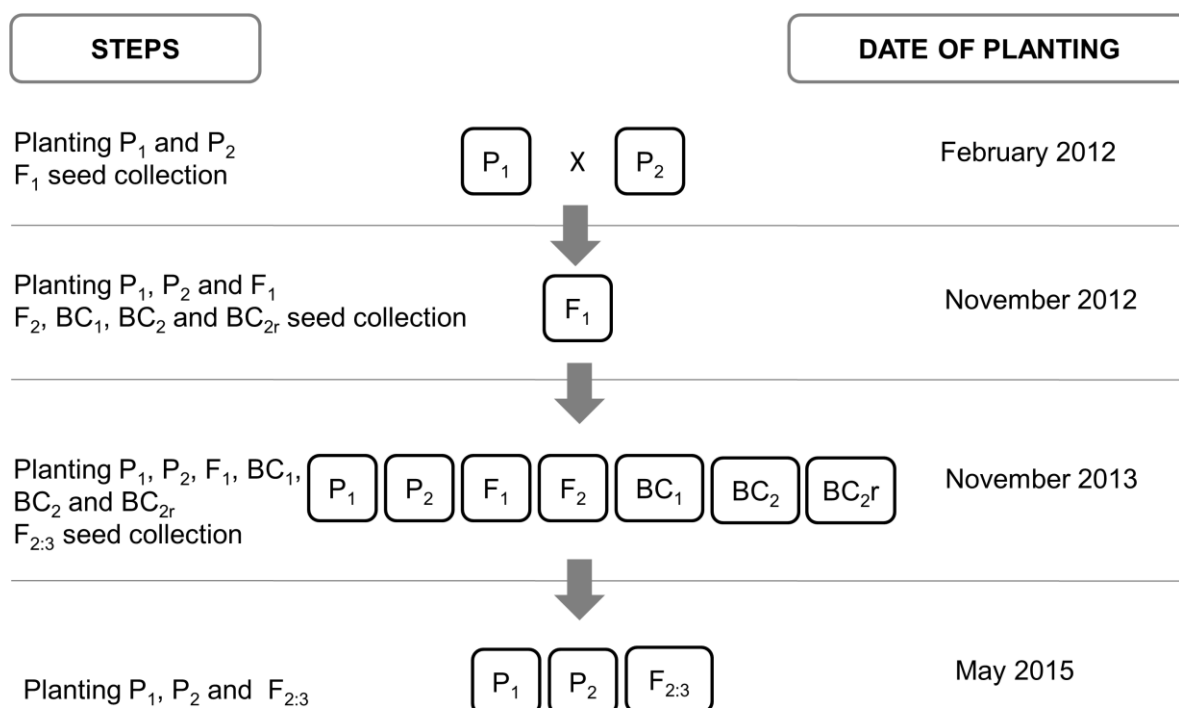 STEPS
DATE OF PLANTING
Planting P₁ and P₂
F₁ seed collection
P₁ X P₂
February 2012
Planting P₁, P₂ and F₁
F₂, BC₁, BC₂ and BC₂ᵣ seed collection
F₁
November 2012
Planting P₁, P₂, F₁, BC₁,
BC₂ and BC₂ᵣ
F₂:₃ seed collection
P₁ P₂ F₁ F₂ BC₁ BC₂ BC₂r
November 2013
Planting P₁, P₂ and F₂:₃
P₁ P₂ F₂:₃
May 2015